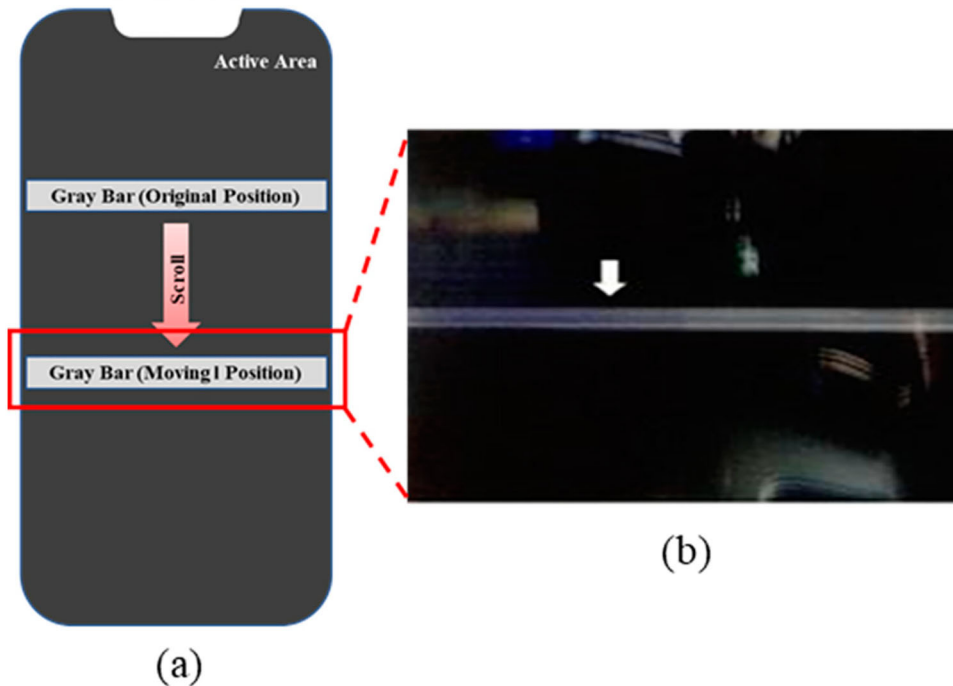 Active Area
Gray Bar (Original Position)
Scroll
Gray Bar (Moving l Position)
(a)
(b)